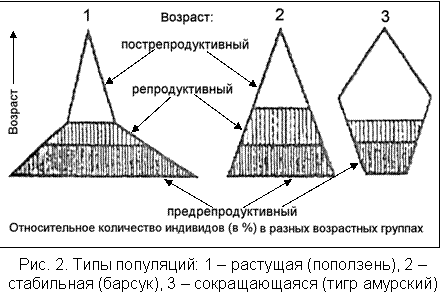 1 Возраст: 2 3
пострепродуктивный
репродуктивный
Возраст
предрепродуктивный
Относительное количество индивидов (в %) в разных возрастных группах
Рис. 2. Типы популяций: 1 – растущая (поползень), 2 –
стабильная (барсук), 3 – сокращающаяся (тигр амурский)